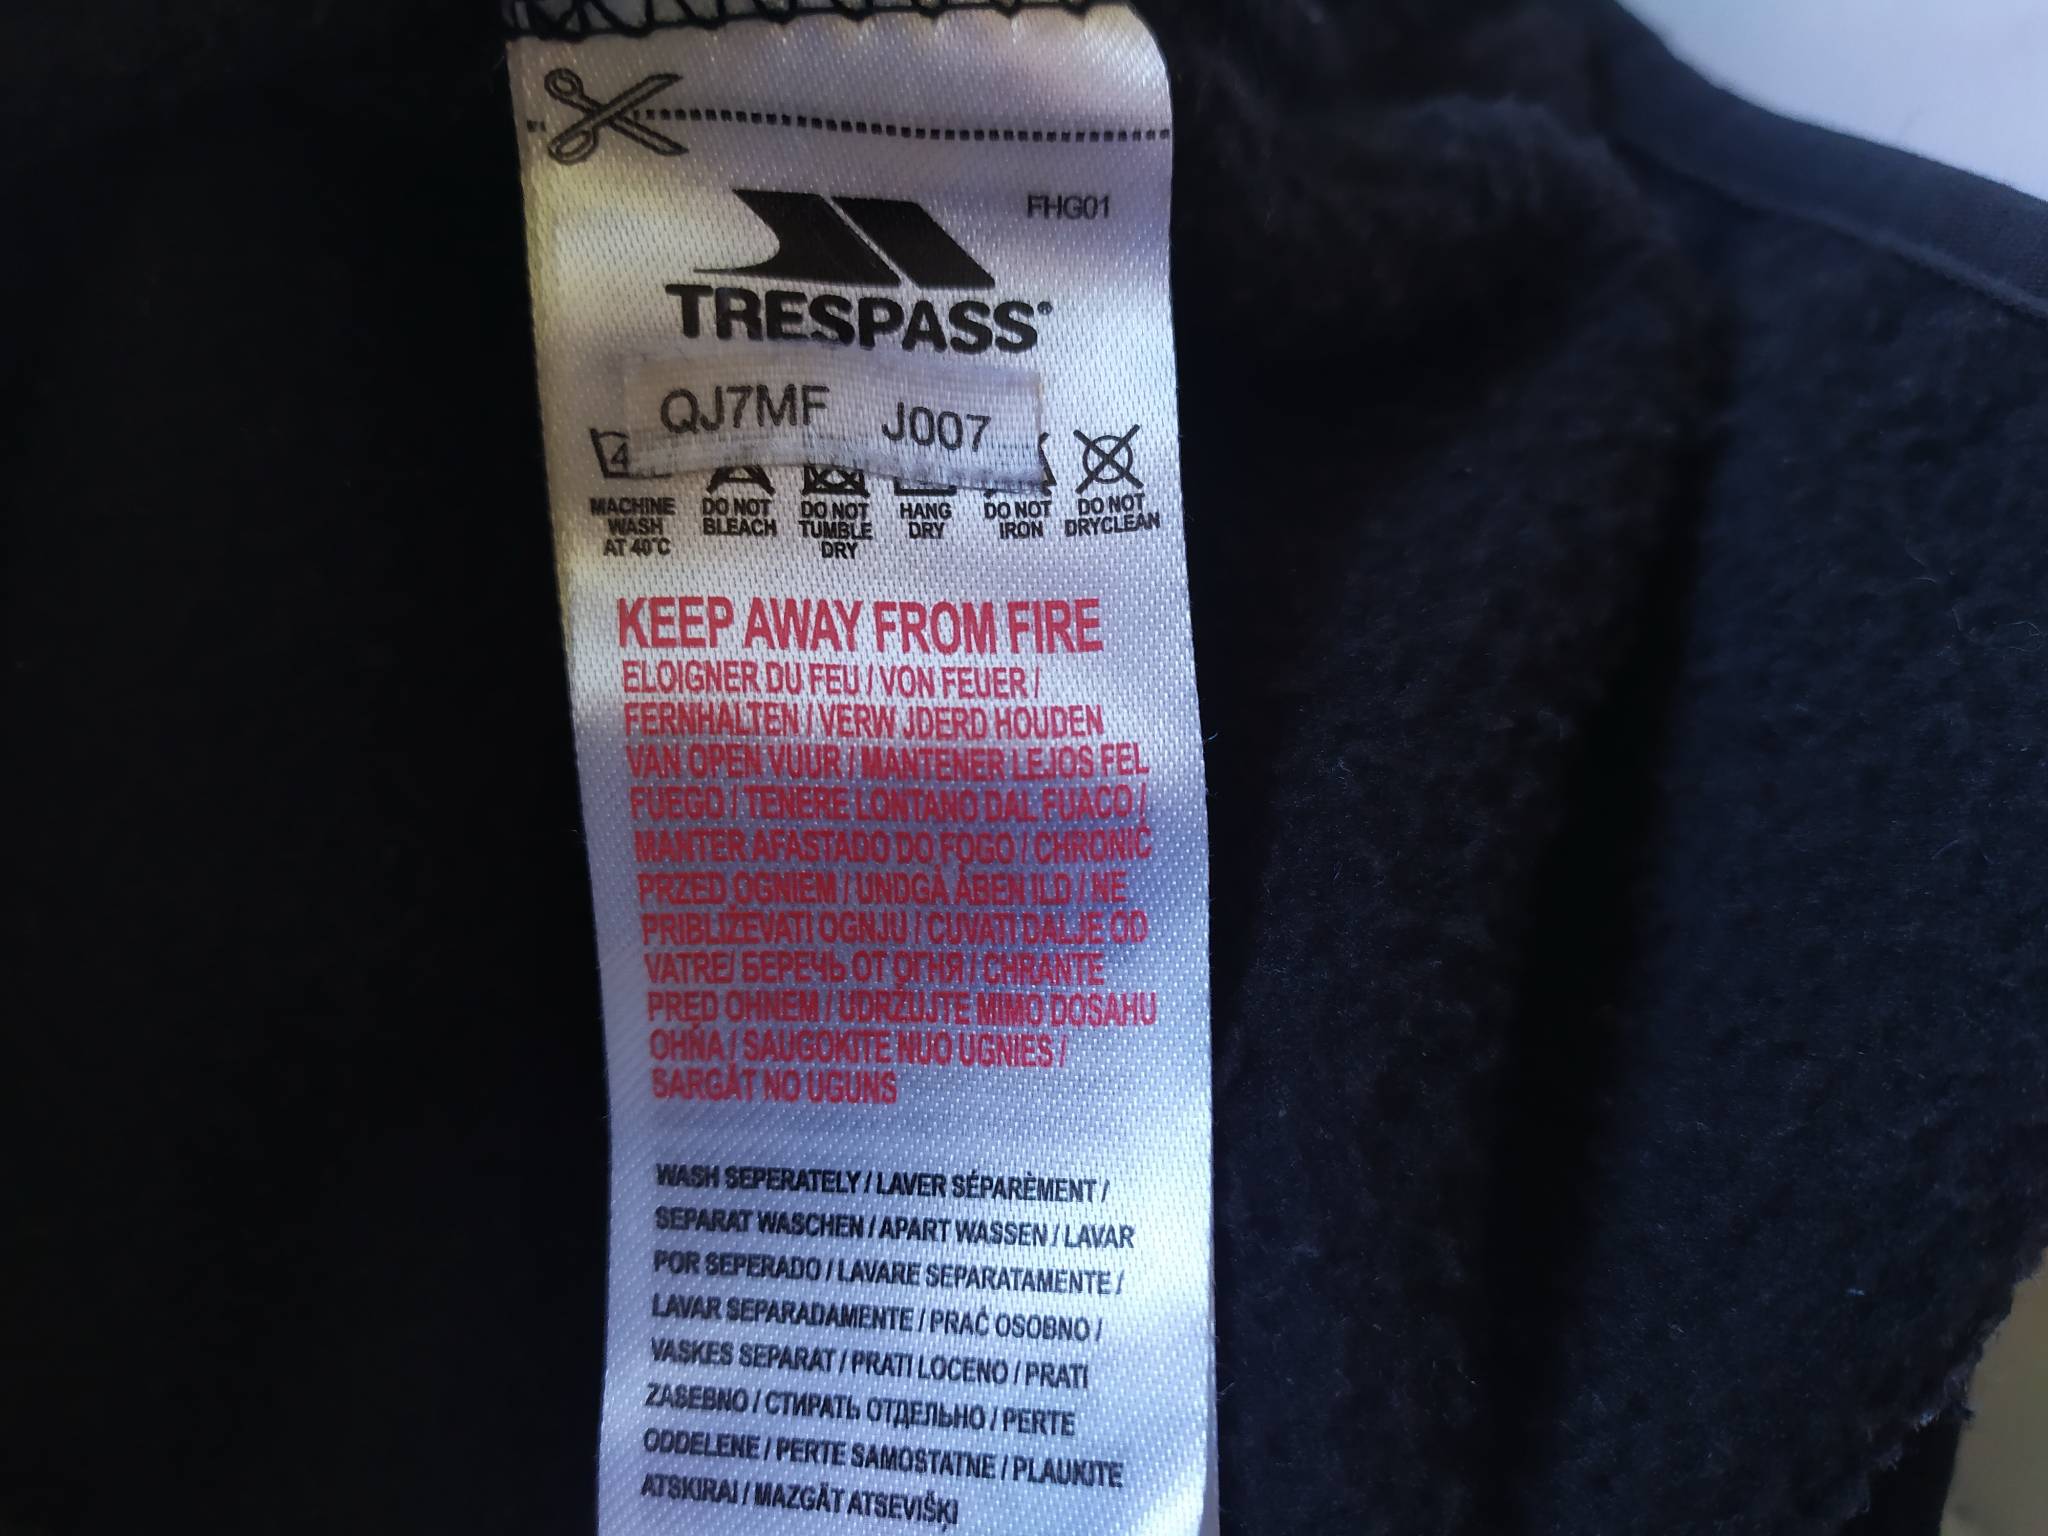 FHG01
TRESPASS®
QJ7MF J007
4
MACHINE WASH AT 40°C
DO NOT BLEACH
DO NOT TUMBLE DRY
HANG DRY
DO NOT IRON
DO NOT DRYCLEAN
KEEP AWAY FROM FIRE
ELOIGNER DU FEU / VON FEUER /
FERNHALTEN / VERW JDERD HOUDEN
VAN OPEN VUUR / MANTENER LEJOS FEL
FUEGO / TENERE LONTANO DAL FUACO /
MANTER AFASTADO DO FOGO / CHRONIĆ
PRZED OGNIEM / UNDGÅ ÅBEN ILD / NE
PRIBLIŽEVATI OGNJU / CUVATI DALJE OD
VATRE/ БЕРЕЧЬ ОТ ОГНЯ / CHRANTE
PRED OHNEM / UDRŽUJTE MIMO DOSAHU
OHŇA / SAUGOKITE NUO UGNIES /
SARGĀT NO UGUNS
WASH SEPERATELY / LAVER SÉPARÈMENT /
SEPARAT WASCHEN / APART WASSEN / LAVAR
POR SEPERADO / LAVARE SEPARATAMENTE /
LAVAR SEPARADAMENTE / PRAĆ OSOBNO /
VASKES SEPARAT / PRATI LOCENO / PRATI
ZASEBNO / СТИРАТЬ ОТДЕЛЬНО / PERTE
ODDELENE / PERTE SAMOSTATNE / PLAUKITE
ATSKIRAI / MAZGĀT ATSEVIŠĶI